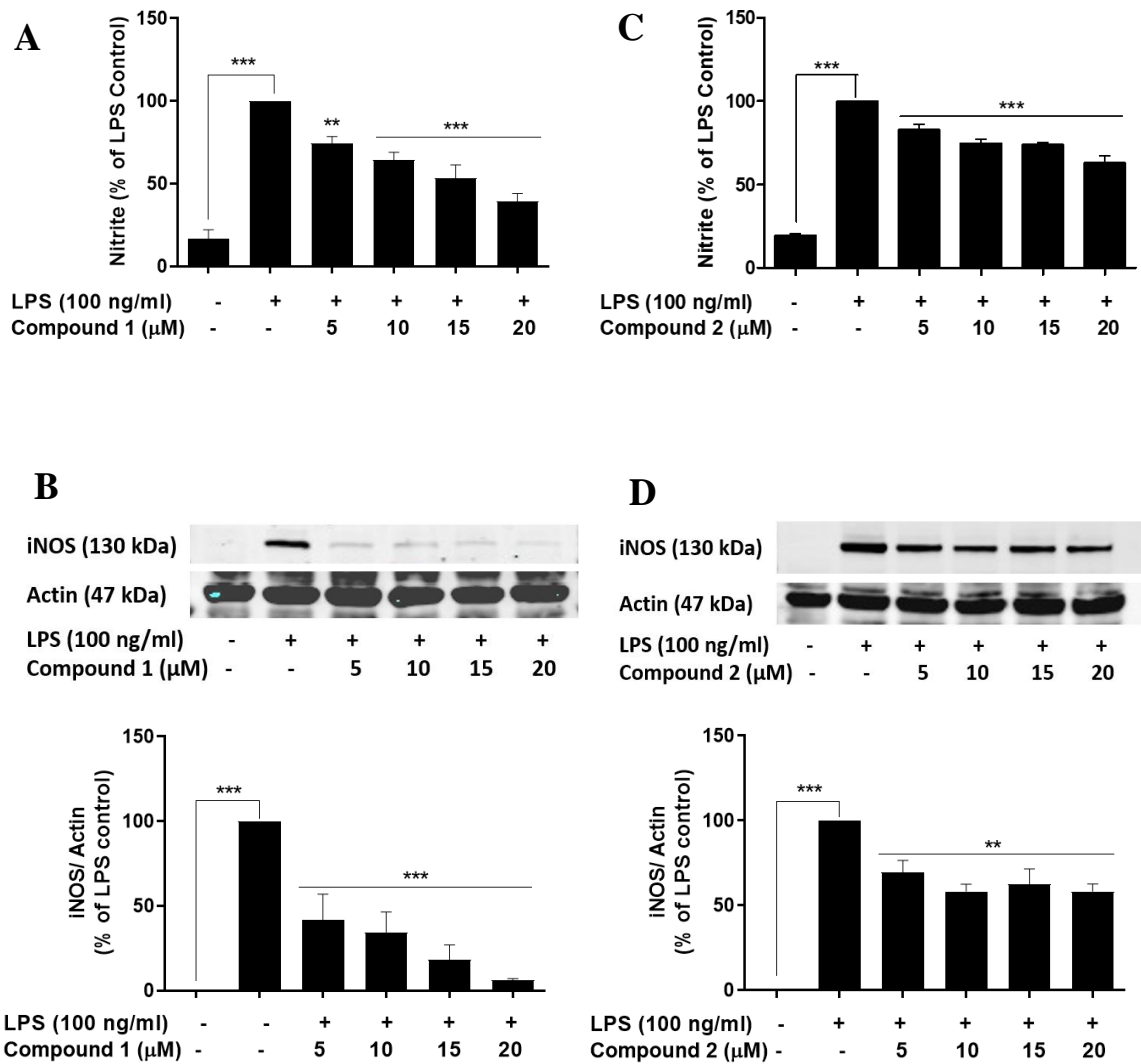 A
150
100
50
0
Nitrite (% of LPS Control)
***
**
***
LPS (100 ng/ml) - + + + + +
Compound 1 (μM) - - 5 10 15 20
C
150
100
50
0
Nitrite (% of LPS Control)
***
***
LPS (100 ng/ml) - + + + + +
Compound 2 (μM) - - 5 10 15 20
B
iNOS (130 kDa)
Actin (47 kDa)
LPS (100 ng/ml) - + + + + +
Compound 1 (μM) - - 5 10 15 20
150
100
50
0
iNOS/ Actin
(% of LPS control)
***
***
LPS (100 ng/ml) - - + + + +
Compound 1 (μM) - - 5 10 15 20
D
iNOS (130 kDa)
Actin (47 kDa)
LPS (100 ng/ml) - + + + + +
Compound 2 (μM) - - 5 10 15 20
150
100
50
0
iNOS/ Actin
(% of LPS control)
***
**
LPS (100 ng/ml) - + + + + +
Compound 2 (μM) - - 5 10 15 20